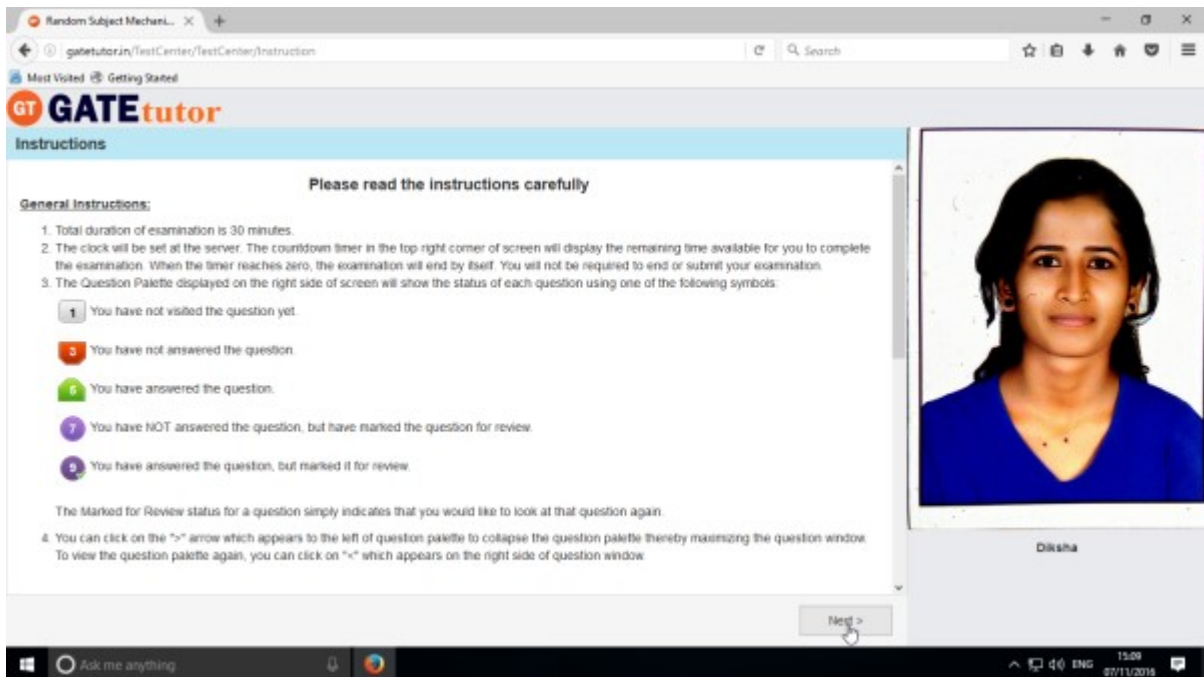 Random Subject Mechani...
gatetutor.in/TestCenter/TestCenter/Instruction
Search
Most Visited Getting Started
GT GATEtutor
Instructions
Please read the instructions carefully
General Instructions:
1. Total duration of examination is 30 minutes.
2. The clock will be set at the server. The countdown timer in the top right corner of screen will display the remaining time available for you to complete
the examination. When the timer reaches zero, the examination will end by itself. You will not be required to end or submit your examination.
3. The Question Palette displayed on the right side of screen will show the status of each question using one of the following symbols:
1 You have not visited the question yet.
3 You have not answered the question.
5 You have answered the question.
7 You have NOT answered the question, but have marked the question for review.
9 You have answered the question, but marked it for review.
The Marked for Review status for a question simply indicates that you would like to look at that question again.
4. You can click on the ">" arrow which appears to the left of question palette to collapse the question palette thereby maximizing the question window.
To view the question palette again, you can click on "<" which appears on the right side of question window.
Diksha
Next >
Ask me anything
ENG
15:09
07/11/2016